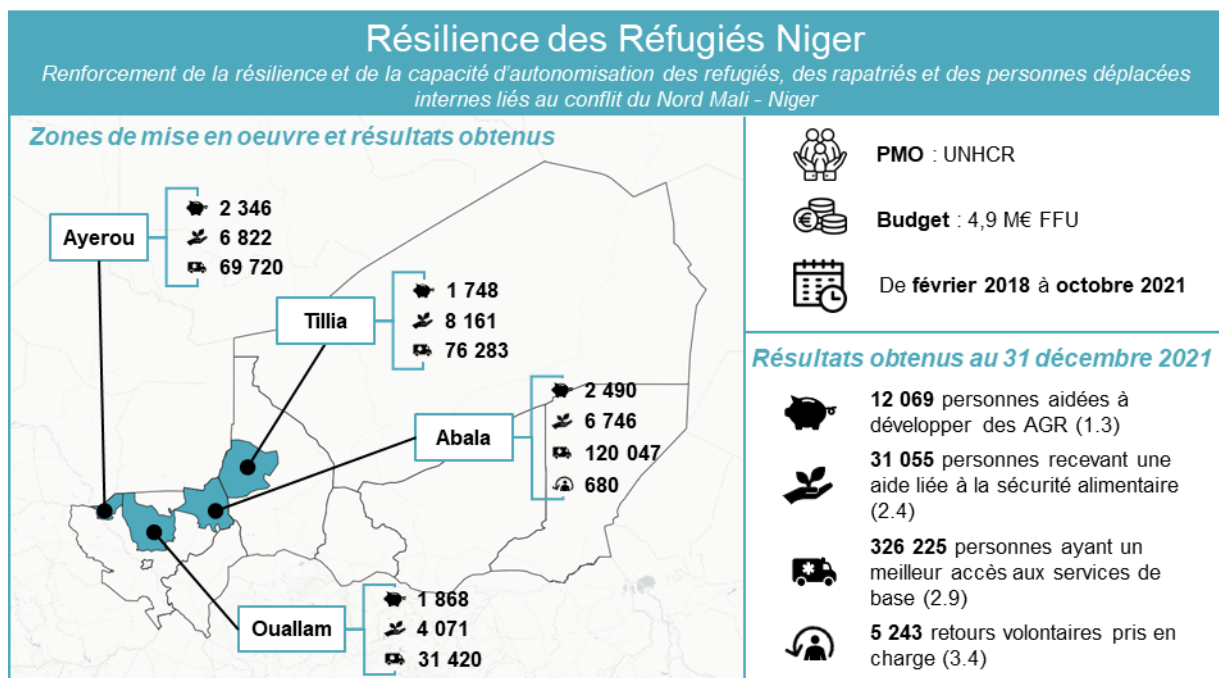 Résilience des Réfugiés Niger
Renforcement de la résilience et de la capacité d'autonomisation des refugiés, des rapatriés et des personnes déplacées
internes liés au conflit du Nord Mali - Niger
Zones de mise en oeuvre et résultats obtenus
Ayerou
2 346
6 822
69 720
Tillia
1 748
8 161
76 283
Abala
2 490
6 746
120 047
680
Ouallam
1 868
4 071
31 420
PMO : UNHCR
Budget : 4,9 M€ FFU
De février 2018 à octobre 2021
Résultats obtenus au 31 décembre 2021
12 069 personnes aidées à
développer des AGR (1.3)
31 055 personnes recevant une
aide liée à la sécurité alimentaire
(2.4)
326 225 personnes ayant un
meilleur accès aux services de
base (2.9)
5 243 retours volontaires pris en
charge (3.4)